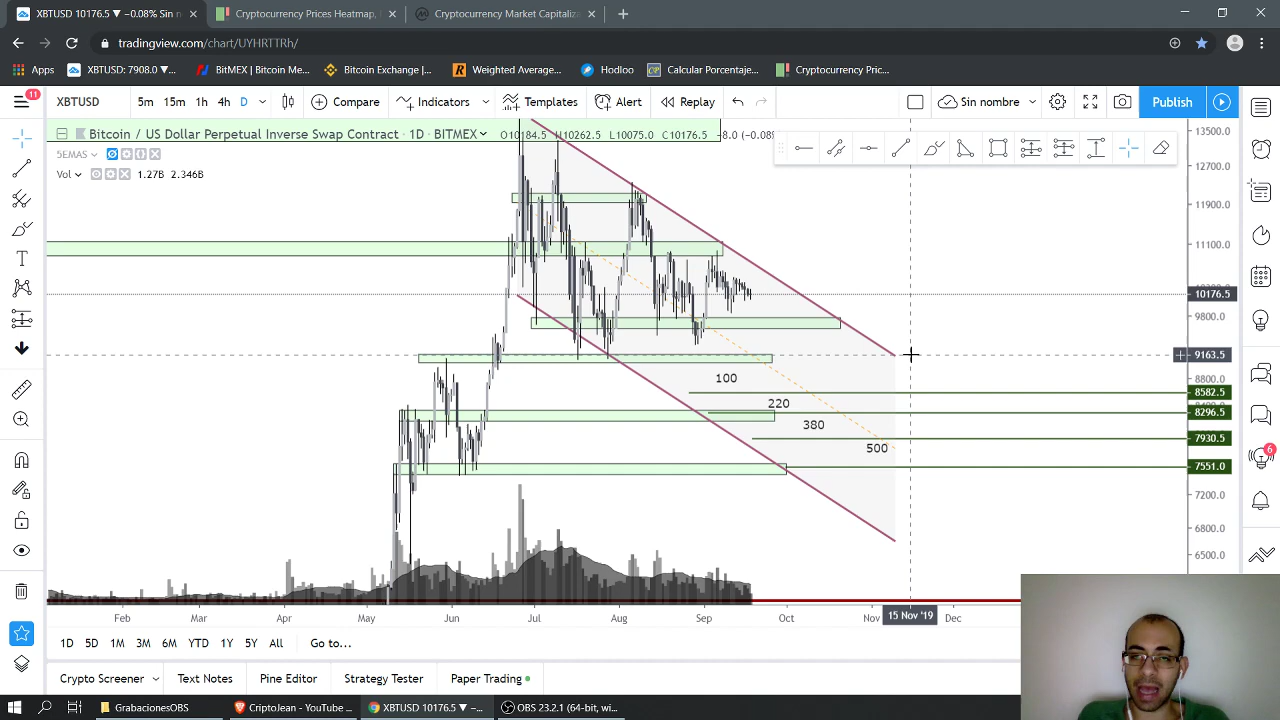 XBTUSD 10176.5 ▼ −0.08% Sin n
Cryptocurrency Prices Heatmap,
Cryptocurrency Market Capitaliza
tradingview.com/chart/UYHRTTRh/
Apps
XBTUSD: 7908.0 ▼...
BitMEX | Bitcoin Me...
Bitcoin Exchange |...
Weighted Average...
Hodloo
Calcular Porcentaje...
Cryptocurrency Pric...
11
XBTUSD
5m 15m 1h 4h D
Compare
Indicators
Templates
Alert
Replay
Sin nombre
Publish
Bitcoin / US Dollar Perpetual Inverse Swap Contract · 1D · BITMEX
O10184.5 H10262.5 L10075.0 C10176.5 −8.0 (−0.08%
5EMAS
Vol 1.27B 2.346B
13500.0
12700.0
11900.0
11100.0
10176.5
9800.0
9163.5
8800.0
8582.5
8296.5
7930.5
7551.0
7200.0
6800.0
6500.0
100
220
380
500
6
Feb Mar Apr May Jun Jul Aug Sep Oct Nov 15 Nov '19 Dec
1D 5D 1M 3M 6M YTD 1Y 5Y All Go to...
Crypto Screener Text Notes Pine Editor Strategy Tester Paper Trading
GrabacionesOBS
CriptoJean - YouTube ...
XBTUSD 10176.5 ▼ −...
OBS 23.2.1 (64-bit, w...